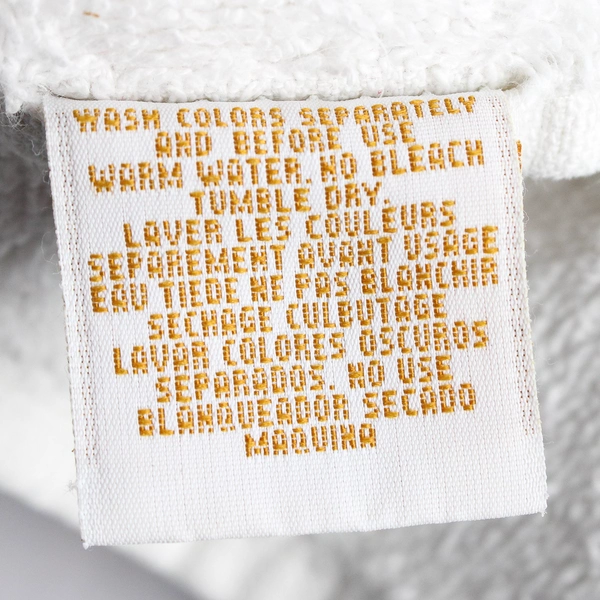 WASH COLORS SEPARATELY
AND BEFORE USE
WARM WATER. NO BLEACH
TUMBLE DRY.
LAVER LES COULEURS
SEPAREMENT AVANT USAGE
EAU TIEDE NE PAS BLANCHIR
SECHAGE CULBUTAGE
LAVAR COLORES OSCUROS
SEPARADOS. NO USE
BLANQUEADOR SECADO
MAQUINA